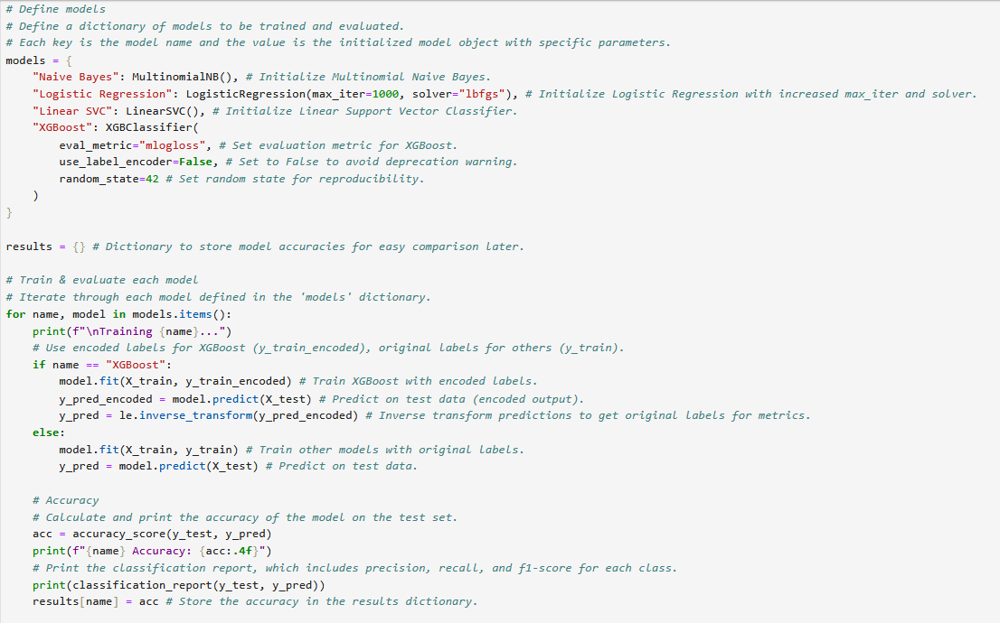 # Define models
# Define a dictionary of models to be trained and evaluated.
# Each key is the model name and the value is the initialized model object with specific parameters.
models = {
    "Naive Bayes": MultinomialNB(), # Initialize Multinomial Naive Bayes.
    "Logistic Regression": LogisticRegression(max_iter=1000, solver="lbfgs"), # Initialize Logistic Regression with increased max_iter and solver.
    "Linear SVC": LinearSVC(), # Initialize Linear Support Vector Classifier.
    "XGBoost": XGBClassifier(
        eval_metric="mlogloss", # Set evaluation metric for XGBoost.
        use_label_encoder=False, # Set to False to avoid deprecation warning.
        random_state=42 # Set random state for reproducibility.
    )
}

results = {} # Dictionary to store model accuracies for easy comparison later.

# Train & evaluate each model
# Iterate through each model defined in the 'models' dictionary.
for name, model in models.items():
    print(f"\nTraining {name}...")
    # Use encoded labels for XGBoost (y_train_encoded), original labels for others (y_train).
    if name == "XGBoost":
        model.fit(X_train, y_train_encoded) # Train XGBoost with encoded labels.
        y_pred_encoded = model.predict(X_test) # Predict on test data (encoded output).
        y_pred = le.inverse_transform(y_pred_encoded) # Inverse transform predictions to get original labels for metrics.
    else:
        model.fit(X_train, y_train) # Train other models with original labels.
        y_pred = model.predict(X_test) # Predict on test data.

    # Accuracy
    # Calculate and print the accuracy of the model on the test set.
    acc = accuracy_score(y_test, y_pred)
    print(f"{name} Accuracy: {acc:.4f}")
    # Print the classification report, which includes precision, recall, and f1-score for each class.
    print(classification_report(y_test, y_pred))
    results[name] = acc # Store the accuracy in the results dictionary.